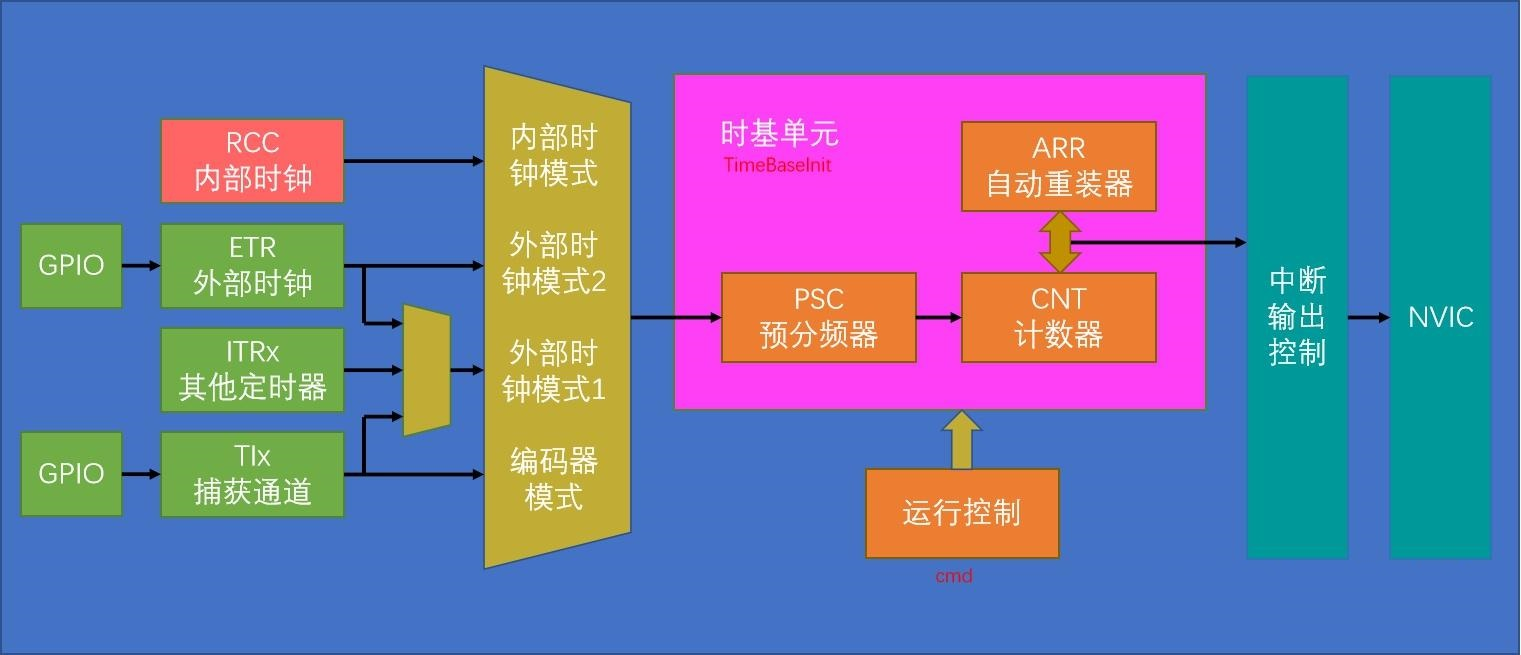 RCC
内部时钟
GPIO
ETR
外部时钟
ITRx
其他定时器
GPIO
TIx
捕获通道
内部时
钟模式
外部时
钟模式2
外部时
钟模式1
编码器
模式
时基单元
TimeBaseInit
ARR
自动重装器
PSC
预分频器
CNT
计数器
运行控制
cmd
中断
输出
控制
NVIC